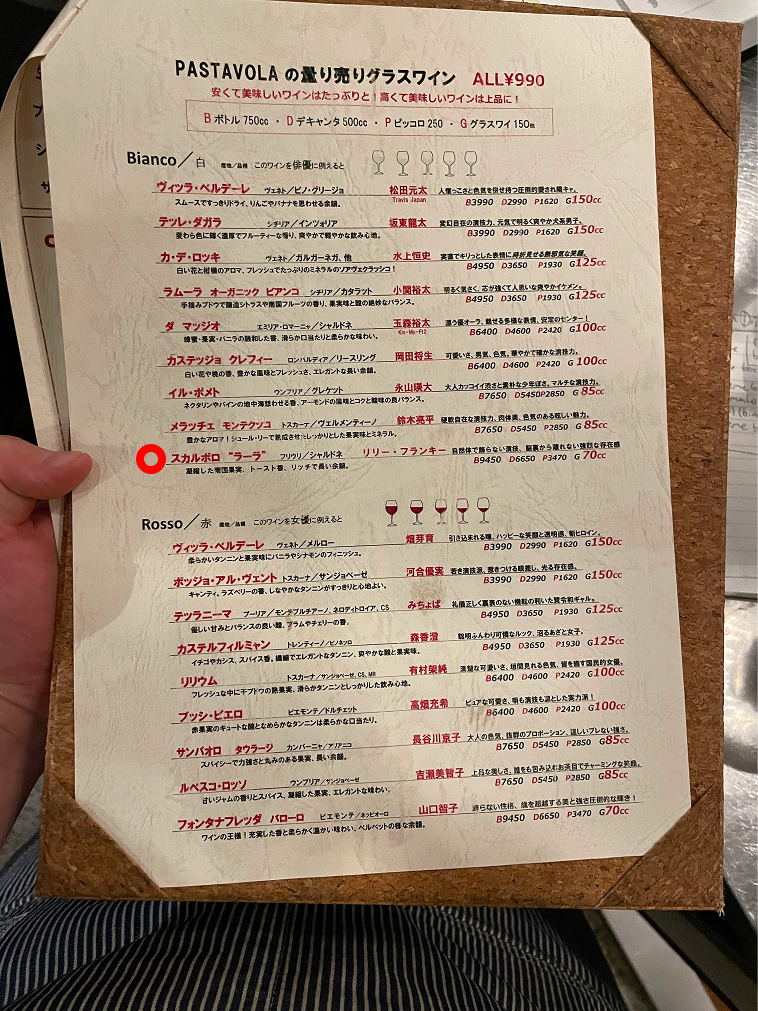 PASTAVOLA の量り売りグラスワイン ALL¥990
安くて美味しいワインはたっぷりと！高くて美味しいワインは上品に！
B ボトル 750cc ・ D デキャンタ 500cc ・ P ピッコロ 250 ・ G グラスワイ 150㎝
Bianco／白 産地／品種 このワインを俳優に例えると
ヴィッラ・ベルデーレ ヴェネト／ピノ・グリージョ 松田元太 人懐っこさと色気を併せ持つ圧倒的愛され陽キャ。
スムースですっきりドライ、りんごやバナナを思わせる余韻。 Travis Japan B3990 D2990 P1620 G150cc
テッレ・ダガラ シチリア／インツォリア 坂東龍太 変幻自在の演技力、元気で明るく爽やか犬系男子。
麦わら色に輝く濃厚でフルーティーな香り、爽やかで軽やかな飲み心地。 B3990 D2990 P1620 G150cc
カ・デ・ロッキ ヴェネト／ガルガーネガ、他 水上恒史 実直でキリっとした表情に時折見せる無邪気な笑顔。
白い花と柑橘のアロマ、フレッシュでたっぷりのミネラルのソアヴェクラッシコ！ B4950 D3650 P1930 G125cc
ラムーラ オーガニック ビアンコ シチリア／カタラット 小関裕太 明るく気さく、芯が強くて人思いな爽やかイケメン。
手摘みブドウで醸造シトラスや南国フルーツの香り、果実味と酸の絶妙なバランス。 B4950 D3650 P1930 G125cc
ダ マッジオ エミリア・ロマーニャ／シャルドネ 玉森裕太 漂う優オーラ、魅せる多様な表情、安定のセンター！
蜂蜜・果実・バニラの融和した香、滑らか口当たりと柔らかな味わい。 Kis-My-Ft2 B6400 D4600 P2420 G100cc
カステッジョ クレフィー ロンバルディア／リースリング 岡田将生 可愛いさ、男気、色気。華やかで確かな演技力。
白い花や桃の香、豊かな風味とフレッシュさ、エレガントな長い余韻。 B6400 D4600 P2420 G 100cc
イル・ポメト ウンブリア／グレケット 永山瑛大 大人カッコイイ渋さと素朴な少年ぽさ。マルチな演技力。
ネクタリンやパインの地中海想わせる香、アーモンドの風味とコクと酸味の良バランス。 B7650 D5450P2850 G 85cc
メラッチェ モンテクッコ トスカーナ／ヴェルメンティーノ 鈴木亮平 硬軟自在な演技力、肉体美、色気のある眩しい魅力。
豊かなアロマ！シュール・リーで熟成させたしっかりとした果実味とミネラル。 B7650 D5450 P2850 G 85cc
スカルボロ “ラーラ” フリウリ／シャルドネ リリー・フランキー 自然体で飾らない演技、脳裏から離れない強烈な存在感
凝縮した南国果実、トースト香、リッチで長い余韻。 B9450 D6650 P3470 G 70cc
Rosso／赤 産地／品種 このワインを女優に例えると
ヴィッラ・ベルデーレ ヴェネト／メルロー 畑芽育 引き込まれる瞳、ハッピーな笑顔と透明感、新ヒロイン。
柔らかいタンニンと果実味にバニラやシナモンのフィニッシュ。 B3990 D2990 P1620 G150cc
ポッジョ・アル・ヴェント トスカーナ／サンジョベーゼ 河合優実 若き演技派、惹きつける眼差し、光る存在感。
キャンティ。ラズベリーの香、しなやかなタンニンがすっきりと心地よい。 B3990 D2990 P1620 G150cc
テッラニーマ プーリア／モンテプルチアーノ、ネロディトロイア、CS みちょぱ 礼儀正しく裏表のない機転の利いた賢令和ギャル。
優しい甘みとバランスの良い酸、プラムやチェリーの香。 B4950 D3650 P1930 G125cc
カステルフィルミャン トレンティーノ／ピノネッロ 森香澄 聡明ふんわり可憐なルック、沼るあざと女子。
イチゴやカシス、スパイス香。繊細でエレガントなタンニン、爽やかな酸と果実味。 B4950 D3650 P1930 G125cc
リリウム トスカーナ／サンジョベーゼ、CS、MR 有村架純 清楚な可愛いさ、垣間見れる色気、皆を癒す国民的女優。
フレッシュな中に干ブドウの熟果実、滑らかタンニンとしっかりした飲み心地。 B6400 D4600 P2420 G100cc
ブッシ・ピエロ ピエモンテ／ドルチェット 高畑充希 ピュアな可愛さ、唄も演技も凛とした実力派！
赤果実のキュートな酸となめらかなタンニンは柔らかな口当たり。 B6400 D4600 P2420 G100cc
サンパオロ タウラージ カンパーニャ／アリアニコ 長谷川京子 大人の色気、抜群のプロポーション、逞しいブレない強さ。
スパイシーで力強さと丸みのある果実、長い余韻。 B7650 D5450 P2850 G85cc
ルペスコ・ロッソ ウンブリア／サンジョベーゼ 吉瀬美智子 上品な美しさ、誰をも包み込むお茶目でチャーミングな笑顔。
甘いジャムの香りとスパイス、凝縮した果実、エレガントな味わい。 B7650 D5450 P2850 G85cc
フォンタナフレッダ バローロ ピエモンテ／ネッビオーロ 山口智子 飾らない性格、歳を超越する美と強さ圧倒的な輝き！
ワインの王様！充実した香と柔らかく温かい味わい、ベルベットの様な余韻。 B9450 D6650 P3470 G70cc